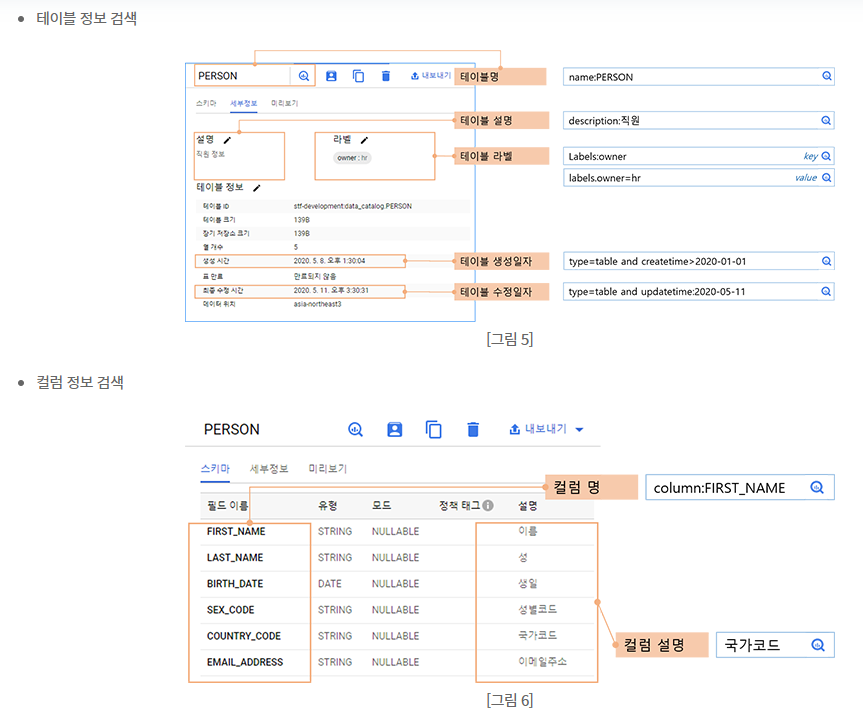 테이블 정보 검색
PERSON
내보내기
테이블명
name:PERSON
스키마 세부정보 미리보기
테이블 설명
description:직원
설명 라벨
직원 정보
owner : hr
테이블 라벨
Labels:owner key
labels.owner=hr value
테이블 정보
테이블 ID stf-development:data_catalog.PERSON
테이블 크기 139B
장기 저장소 크기 139B
열 개수 5
생성 시간 2020. 5. 8. 오후 1:30:04
테이블 생성일자
type=table and createtime>2020-01-01
표 만료 만료되지 않음
최종 수정 시간 2020. 5. 11. 오후 3:30:31
테이블 수정일자
type=table and updatetime:2020-05-11
데이터 위치 asia-northeast3
[그림 5]
컬럼 정보 검색
PERSON
내보내기
스키마 세부정보 미리보기
컬럼 명
column:FIRST_NAME
필드 이름 유형 모드 정책 태그 설명
FIRST_NAME STRING NULLABLE 이름
LAST_NAME STRING NULLABLE 성
BIRTH_DATE DATE NULLABLE 생일
SEX_CODE STRING NULLABLE 성별코드
COUNTRY_CODE STRING NULLABLE 국가코드
컬럼 설명
국가코드
EMAIL_ADDRESS STRING NULLABLE 이메일주소
[그림 6]